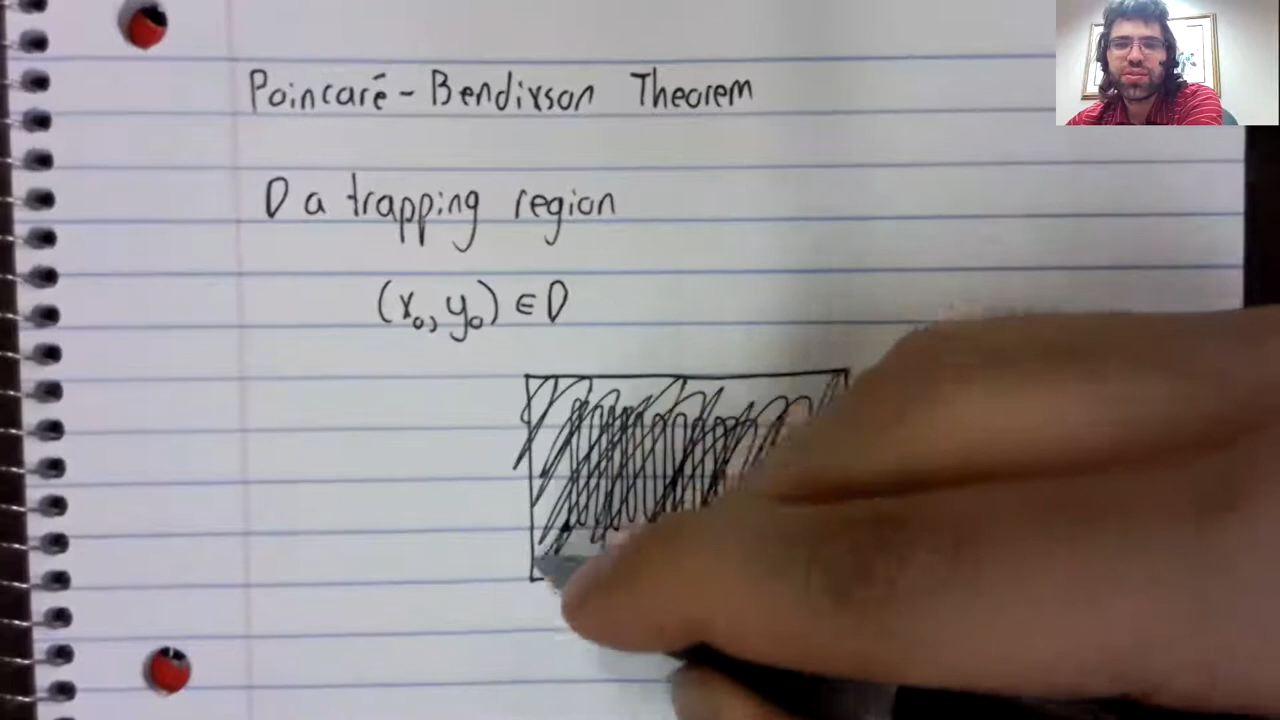 Poincaré - Bendixson Theorem
D a trapping region
(x₀, y₀) ∈ D